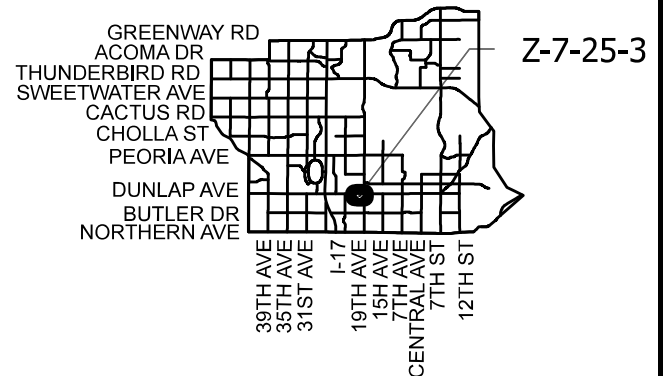 GREENWAY RD
ACOMA DR
THUNDERBIRD RD
SWEETWATER AVE
CACTUS RD
CHOLLA ST
PEORIA AVE
DUNLAP AVE
BUTLER DR
NORTHERN AVE
Z-7-25-3
39TH AVE
35TH AVE
31ST AVE
I-17
19TH AVE
15H AVE
7TH AVE
CENTRAL AVE
7TH ST
12TH ST